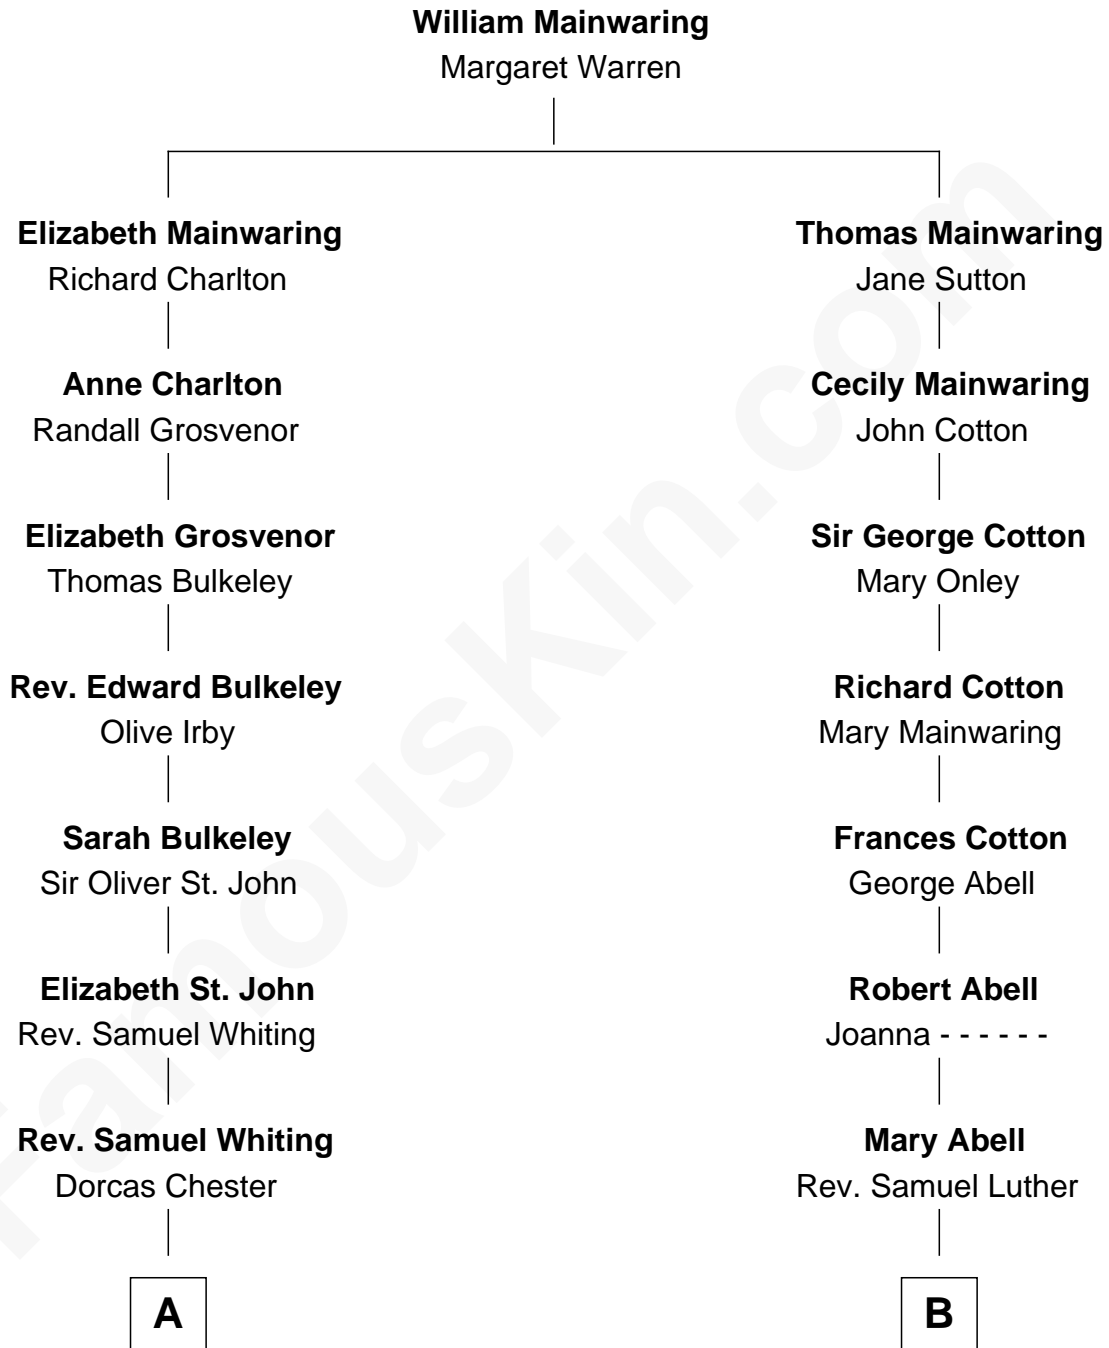 William Mainwaring
Margaret Warren
Elizabeth Mainwaring
Richard Charlton
Thomas Mainwaring
Jane Sutton
Anne Charlton
Randall Grosvenor
Cecily Mainwaring
John Cotton
Elizabeth Grosvenor
Thomas Bulkeley
Sir George Cotton
Mary Onley
Rev. Edward Bulkeley
Olive Irby
Richard Cotton
Mary Mainwaring
Sarah Bulkeley
Sir Oliver St. John
Frances Cotton
George Abell
Elizabeth St. John
Rev. Samuel Whiting
Robert Abell
Joanna - - - - - -
Rev. Samuel Whiting
Dorcas Chester
Mary Abell
Rev. Samuel Luther
A
B
FamousKin.com